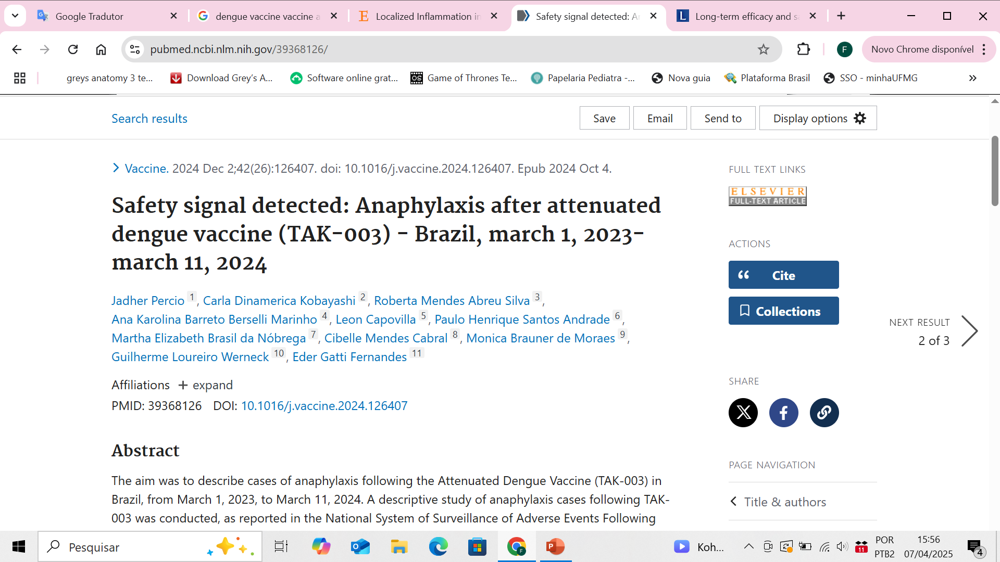 Google Tradutor
dengue vaccine vaccine a
Localized Inflammation in
Safety signal detected: An
Long-term efficacy and sa
pubmed.ncbi.nlm.nih.gov/39368126/
F
Novo Chrome disponível
greys anatomy 3 te...
Download Grey's A...
Software online grat...
Game of Thrones Te...
Papelaria Pediatra -...
Nova guia
Plataforma Brasil
SSO - minhaUFMG
Search results
Save
Email
Send to
Display options
Vaccine. 2024 Dec 2;42(26):126407. doi: 10.1016/j.vaccine.2024.126407. Epub 2024 Oct 4.
Safety signal detected: Anaphylaxis after attenuated
dengue vaccine (TAK-003) - Brazil, march 1, 2023-
march 11, 2024
Jadher Percio 1, Carla Dinamerica Kobayashi 2, Roberta Mendes Abreu Silva 3,
Ana Karolina Barreto Berselli Marinho 4, Leon Capovilla 5, Paulo Henrique Santos Andrade 6,
Martha Elizabeth Brasil da Nóbrega 7, Cibelle Mendes Cabral 8, Monica Brauner de Moraes 9,
Guilherme Loureiro Werneck 10, Eder Gatti Fernandes 11
Affiliations + expand
PMID: 39368126 DOI: 10.1016/j.vaccine.2024.126407
Abstract
The aim was to describe cases of anaphylaxis following the Attenuated Dengue Vaccine (TAK-003) in
Brazil, from March 1, 2023, to March 11, 2024. A descriptive study of anaphylaxis cases following TAK-
003 was conducted, as reported in the National System of Surveillance of Adverse Events Following
FULL TEXT LINKS
ELSEVIER
FULL-TEXT ARTICLE
ACTIONS
Cite
Collections
NEXT RESULT
2 of 3
SHARE
PAGE NAVIGATION
Title & authors
Pesquisar
Koh...
11
POR
PTB2
15:56
07/04/2025
4